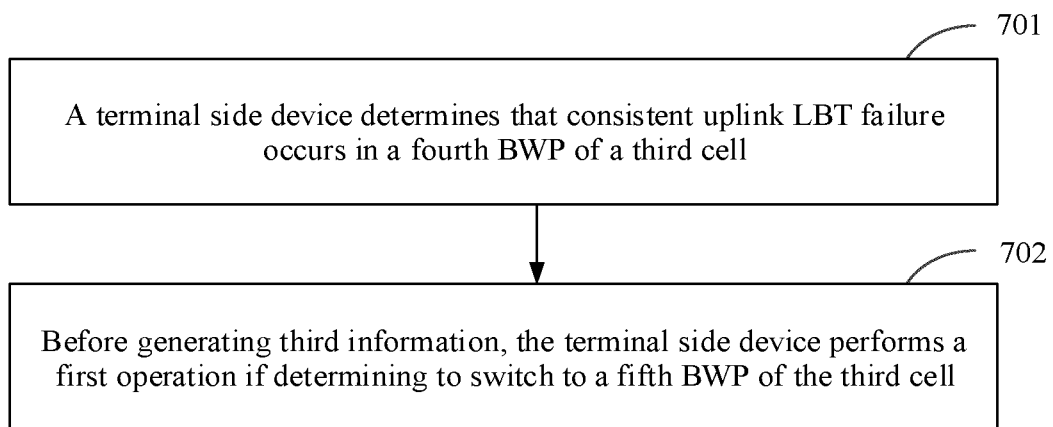 701
A terminal side device determines that consistent uplink LBT failure
occurs in a fourth BWP of a third cell
702
Before generating third information, the terminal side device performs a
first operation if determining to switch to a fifth BWP of the third cell